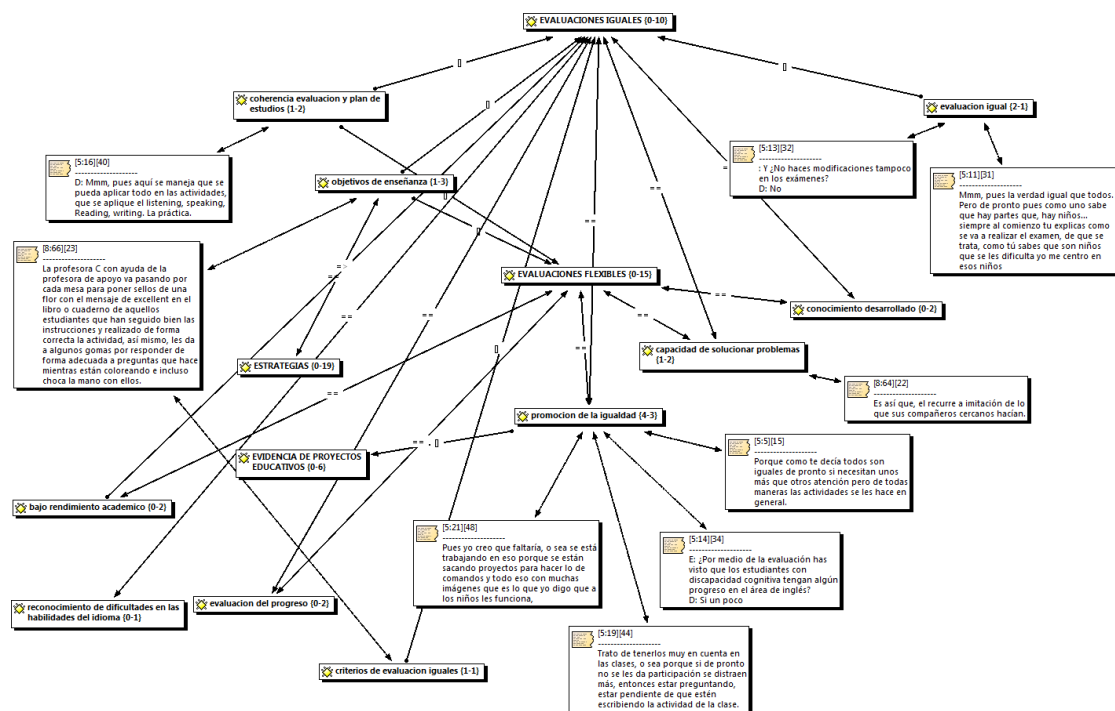 EVALUACIONES IGUALES {0-10}
coherencia evaluacion y plan de
estudios {1-2}
evaluacion igual {2-1}
[5:16][40]
--------------------
D: Mmm, pues aquí se maneja que se
pueda aplicar todo en las actividades,
que se aplique el listening, speaking,
Reading, writing. La práctica.
objetivos de enseñanza {1-3}
[5:13][32]
--------------------
: Y ¿No haces modificaciones tampoco
en los exámenes?
D: No
[5:11][31]
--------------------
Mmm, pues la verdad igual que todos.
Pero de pronto pues como uno sabe
que hay partes que, hay niños...
siempre al comienzo tu explicas como
se va a realizar el examen, de que se
trata, como tú sabes que son niños
que se les dificulta yo me centro en
esos niños
[8:66][23]
--------------------
La profesora C con ayuda de la
profesora de apoyo va pasando por
cada mesa para poner sellos de una
flor con el mensaje de excellent en el
libro o cuaderno de aquellos
estudiantes que han seguido bien las
instrucciones y realizado de forma
correcta la actividad, así mismo, les da
a algunos gomas por responder de
forma adecuada a preguntas que hace
mientras están coloreando e incluso
choca la mano con ellos.
EVALUACIONES FLEXIBLES {0-15}
conocimiento desarrollado {0-2}
capacidad de solucionar problemas
{1-2}
ESTRATEGIAS {0-19}
[8:64][22]
--------------------
Es así que, el recurre a imitación de lo
que sus compañeros cercanos hacían.
promocion de la igualdad {4-3}
EVIDENCIA DE PROYECTOS
EDUCATIVOS {0-6}
[5:5][15]
--------------------
Porque como te decía todos son
iguales de pronto si necesitan unos
más que otros atención pero de todas
maneras las actividades se les hace en
general.
bajo rendimiento academico {0-2}
[5:21][48]
--------------------
Pues yo creo que faltaría, o sea se está
trabajando en eso porque se están
sacando proyectos para hacer lo de
comandos y todo eso con muchas
imágenes que es lo que yo digo que a
los niños les funciona,
[5:14][34]
--------------------
E: ¿Por medio de la evaluación has
visto que los estudiantes con
discapacidad cognitiva tengan algún
progreso en el área de inglés?
D: Si un poco
reconocimiento de dificultades en las
habilidades del idioma {0-1}
evaluacion del progreso {0-2}
[5:19][44]
--------------------
Trato de tenerlos muy en cuenta en
las clases, o sea porque si de pronto
no se les da participación se distraen
más, entonces estar preguntando,
estar pendiente de que estén
escribiendo la actividad de la clase.
criterios de evaluacion iguales {1-1}